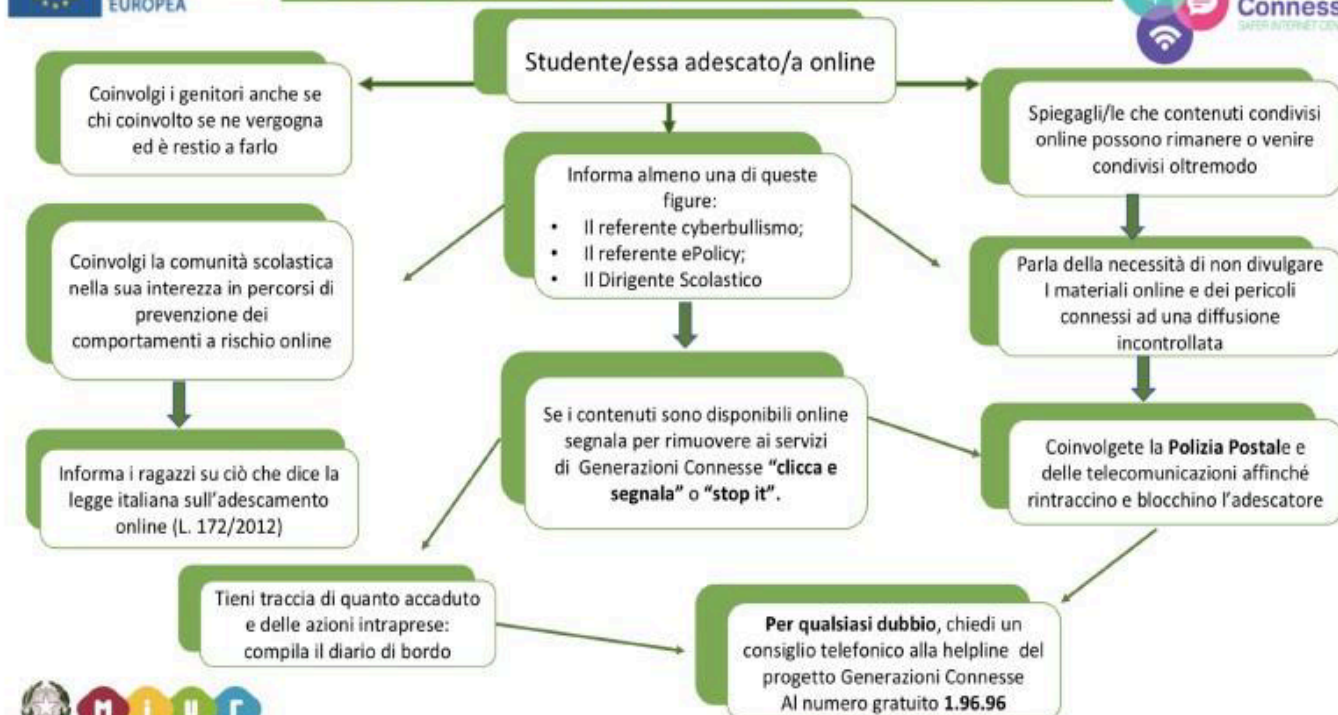 EUROPEA
Conness
SAFER INTERNET CEN
Studente/essa adescato/a online
Coinvolgi i genitori anche se
chi coinvolto se ne vergogna
ed è restio a farlo
Spiegagli/le che contenuti condivisi
online possono rimanere o venire
condivisi oltremodo
Informa almeno una di queste
figure:
• Il referente cyberbullismo;
• Il referente ePolicy;
• Il Dirigente Scolastico
Coinvolgi la comunità scolastica
nella sua interezza in percorsi di
prevenzione dei
comportamenti a rischio online
Parla della necessità di non divulgare
I materiali online e dei pericoli
connessi ad una diffusione
incontrollata
Se i contenuti sono disponibili online
segnala per rimuovere ai servizi
di Generazioni Connesse “clicca e
segnala” o “stop it”.
Informa i ragazzi su ciò che dice la
legge italiana sull’adescamento
online (L. 172/2012)
Coinvolgete la Polizia Postale e
delle telecomunicazioni affinché
rintraccino e blocchino l’adescatore
Tieni traccia di quanto accaduto
e delle azioni intraprese:
compila il diario di bordo
Per qualsiasi dubbio, chiedi un
consiglio telefonico alla helpline del
progetto Generazioni Connesse
Al numero gratuito 1.96.96
MIUR